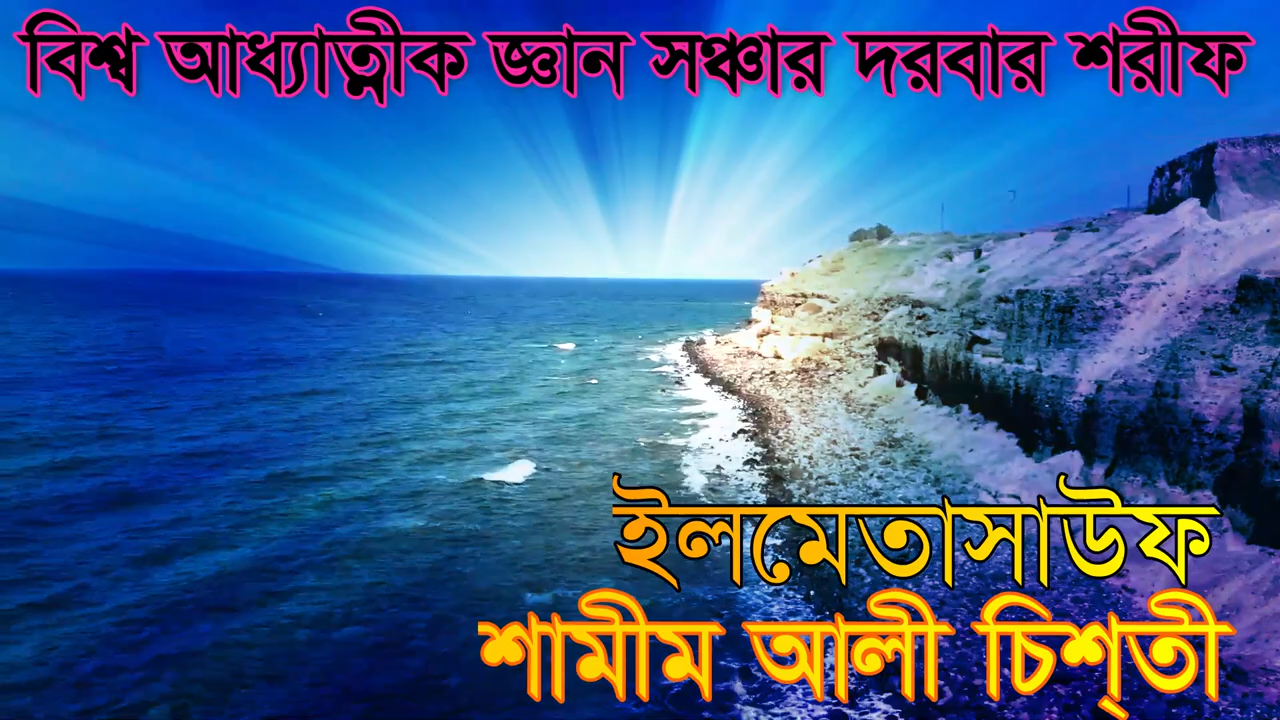 বিশ্ব আধ্যাত্নীক জ্ঞান সঞ্চার দরবার শরীফ
ইলমেতাসাউফ
শামীম আলী চিশ্‌তী